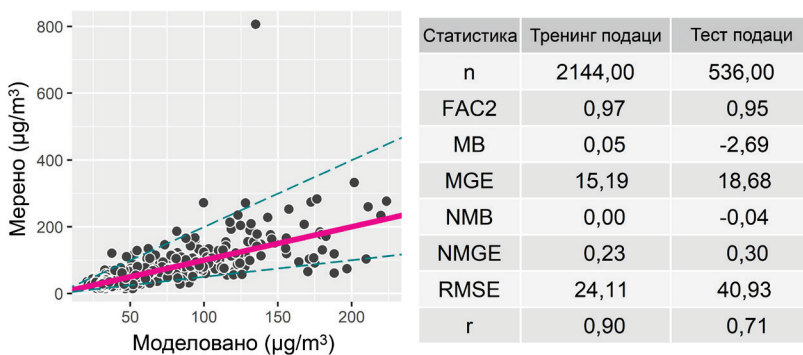 800
600
400
200
0
Мерено (μg/m³)
50
100
150
200
Моделовано (μg/m³)
Статистика Тренинг подаци Тест подаци
n 2144,00 536,00
FAC2 0,97 0,95
MB 0,05 -2,69
MGE 15,19 18,68
NMB 0,00 -0,04
NMGE 0,23 0,30
RMSE 24,11 40,93
r 0,90 0,71